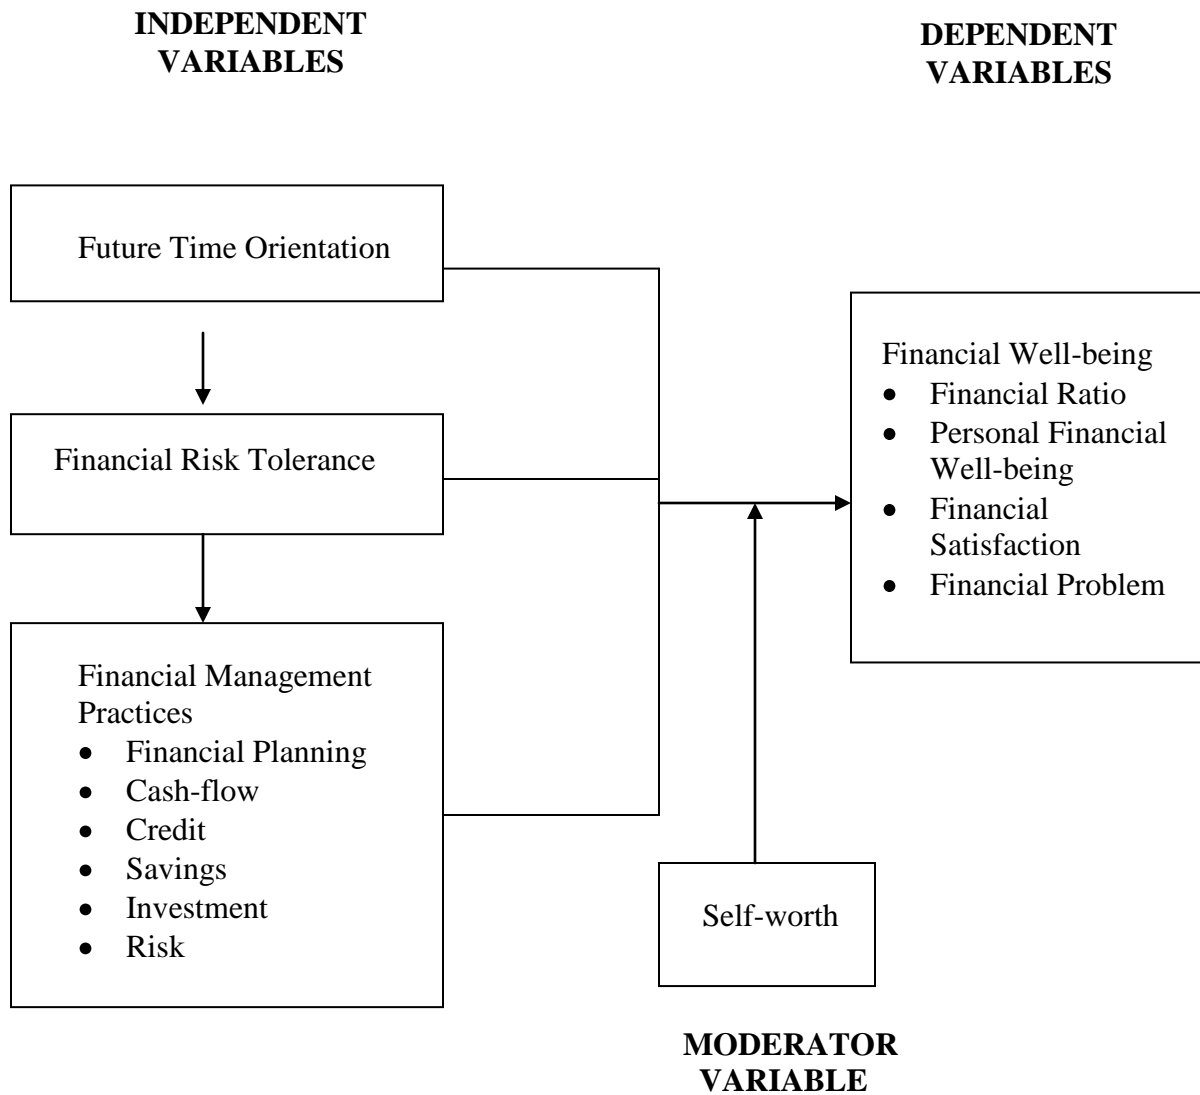 INDEPENDENT
VARIABLES
DEPENDENT
VARIABLES
Future Time Orientation
Financial Risk Tolerance
Financial Management
Practices
● Financial Planning
● Cash-flow
● Credit
● Savings
● Investment
● Risk
Financial Well-being
● Financial Ratio
● Personal Financial
Well-being
● Financial
Satisfaction
● Financial Problem
Self-worth
MODERATOR
VARIABLE